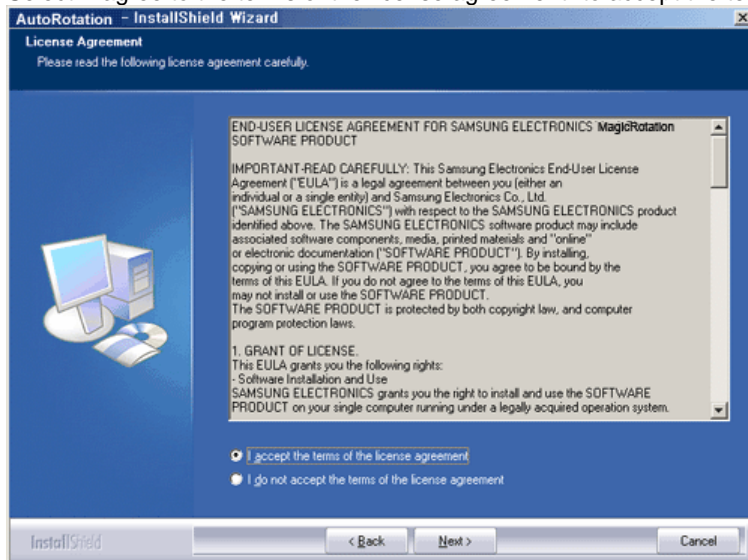 AutoRotation - InstallShield Wizard
License Agreement
Please read the following license agreement carefully.
END-USER LICENSE AGREEMENT FOR SAMSUNG ELECTRONICS MagicRotation
SOFTWARE PRODUCT
IMPORTANT-READ CAREFULLY: This Samsung Electronics End-User License
Agreement ("EULA") is a legal agreement between you (either an
individual or a single entity) and Samsung Electronics Co., Ltd.
("SAMSUNG ELECTRONICS") with respect to the SAMSUNG ELECTRONICS product
identified above. The SAMSUNG ELECTRONICS software product may include
associated software components, media, printed materials and "online"
or electronic documentation ("SOFTWARE PRODUCT"). By installing,
copying or using the SOFTWARE PRODUCT, you agree to be bound by the
terms of this EULA. If you do not agree to the terms of this EULA, you
may not install or use the SOFTWARE PRODUCT.
The SOFTWARE PRODUCT is protected by both copyright law, and computer
program protection laws.
1. GRANT OF LICENSE.
This EULA grants you the following rights:
- Software Installation and Use
SAMSUNG ELECTRONICS grants you the right to install and use the SOFTWARE
PRODUCT on your single computer running under a legally acquired operation system.
I accept the terms of the license agreement
I do not accept the terms of the license agreement
InstallShield
< Back
Next >
Cancel